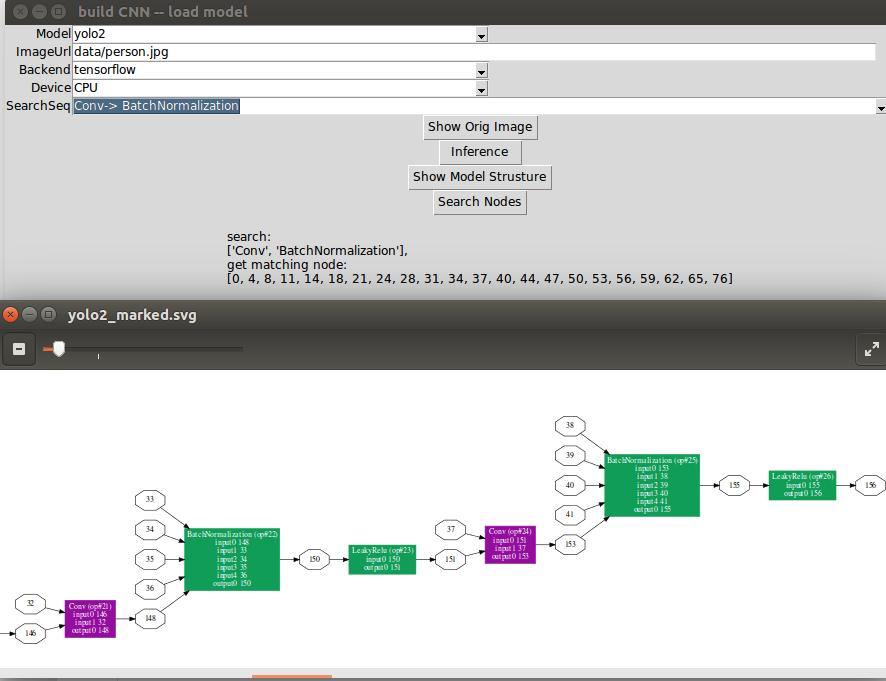 build CNN -- load model
Model yolo2
ImageUrl data/person.jpg
Backend tensorflow
Device CPU
SearchSeq Conv-> BatchNormalization
Show Orig Image
Inference
Show Model Strusture
Search Nodes
search:
['Conv', 'BatchNormalization'],
get matching node:
[0, 4, 8, 11, 14, 18, 21, 24, 28, 31, 34, 37, 40, 44, 47, 50, 53, 56, 59, 62, 65, 76]
yolo2_marked.svg
32
146
Conv (op#21)
input0 146
input1 32
output0 148
33
34
35
36
148
BatchNormalization (op#22)
input0 148
input1 33
input2 34
input3 35
input4 36
output0 150
150
LeakyRelu (op#23)
input0 150
output0 151
37
151
Conv (op#24)
input0 151
input1 37
output0 153
38
39
40
41
153
BatchNormalization (op#25)
input0 153
input1 38
input2 39
input3 40
input4 41
output0 155
155
LeakyRelu (op#26)
input0 155
output0 156
156